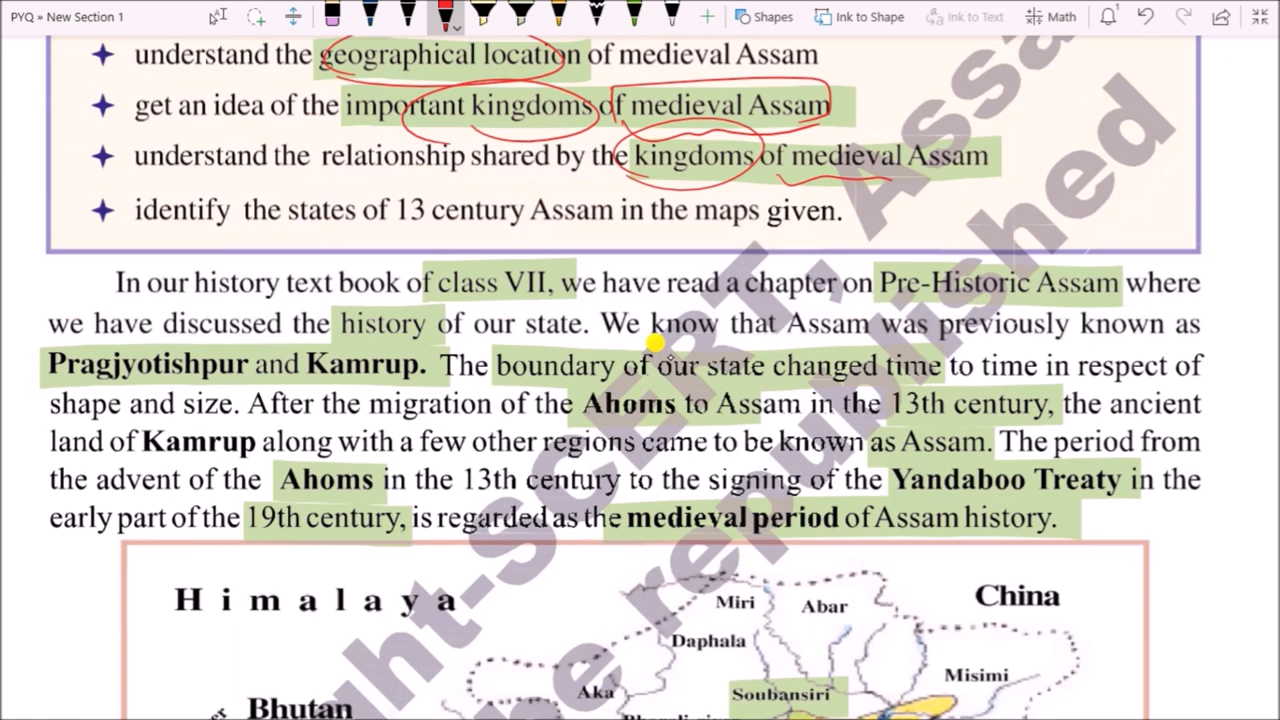 PYQ » New Section 1
Shapes
Ink to Shape
Ink to Text
Math
understand the geographical location of medieval Assam
get an idea of the important kingdoms of medieval Assam
understand the relationship shared by the kingdoms of medieval Assam
identify the states of 13 century Assam in the maps given.
In our history text book of class VII, we have read a chapter on Pre-Historic Assam where
we have discussed the history of our state. We know that Assam was previously known as
Pragjyotishpur and Kamrup. The boundary of our state changed time to time in respect of
shape and size. After the migration of the Ahoms to Assam in the 13th century, the ancient
land of Kamrup along with a few other regions came to be known as Assam. The period from
the advent of the Ahoms in the 13th century to the signing of the Yandaboo Treaty in the
early part of the 19th century, is regarded as the medieval period of Assam history.
Himalaya
China
Miri
Abar
Daphala
Misimi
Aka
Soubansiri
Bhutan